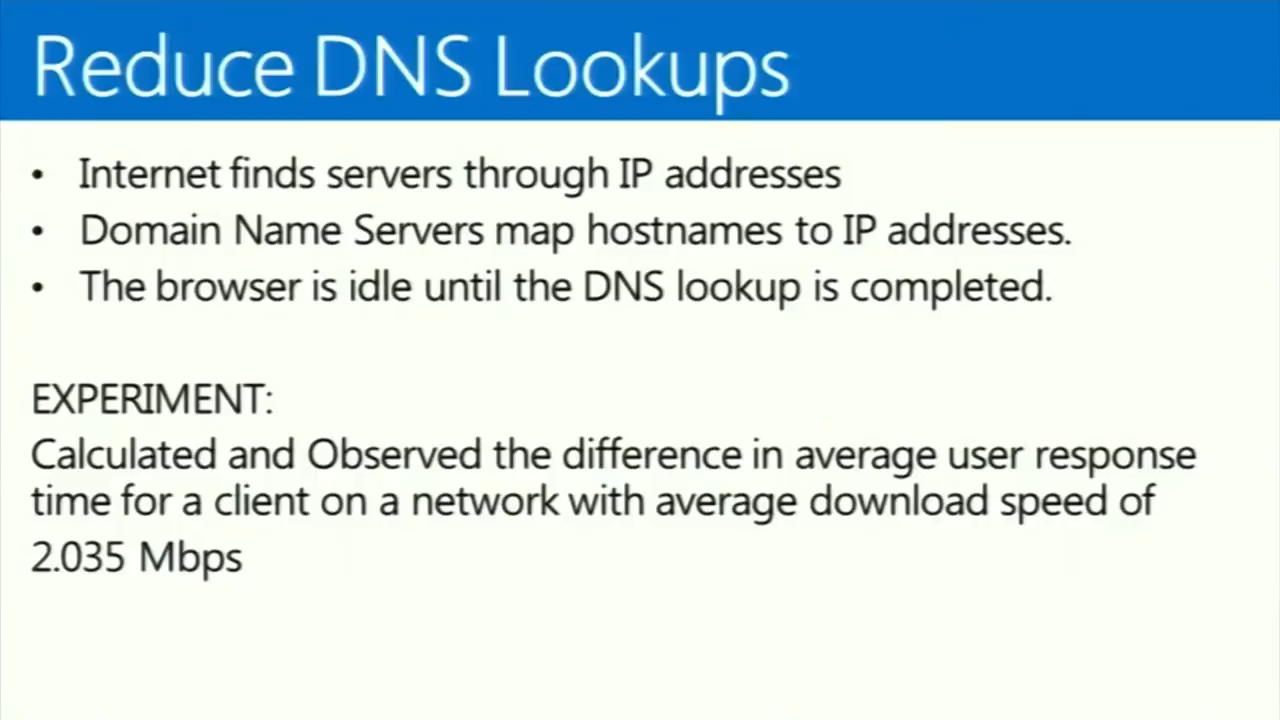 Reduce DNS Lookups
• Internet finds servers through IP addresses
• Domain Name Servers map hostnames to IP addresses.
• The browser is idle until the DNS lookup is completed.
EXPERIMENT:
Calculated and Observed the difference in average user response
time for a client on a network with average download speed of
2.035 Mbps